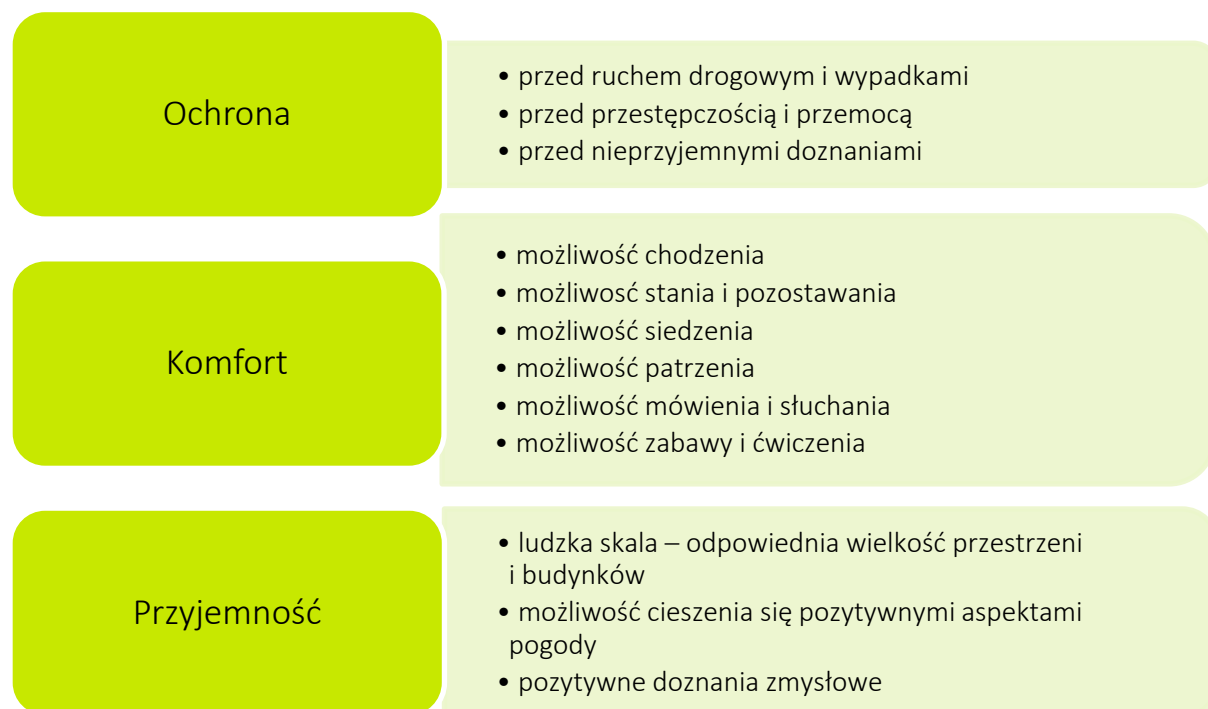 Ochrona
• przed ruchem drogowym i wypadkami
• przed przestępczością i przemocą
• przed nieprzyjemnymi doznaniami
Komfort
• możliwość chodzenia
• możliwosć stania i pozostawania
• możliwość siedzenia
• możliwość patrzenia
• możliwość mówienia i słuchania
• możliwość zabawy i ćwiczenia
Przyjemność
• ludzka skala – odpowiednia wielkość przestrzeni
i budynków
• możliwość cieszenia się pozytywnymi aspektami
pogody
• pozytywne doznania zmysłowe